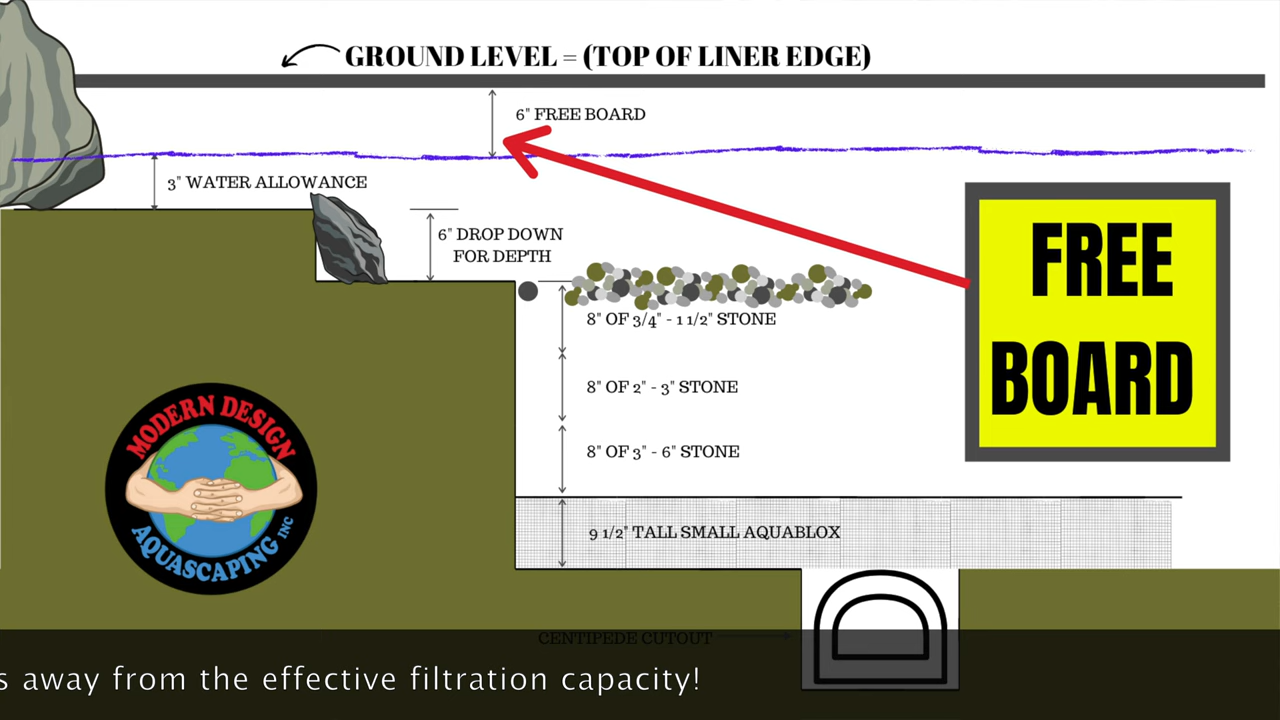 GROUND LEVEL = (TOP OF LINER EDGE)
6" FREE BOARD
3" WATER ALLOWANCE
6" DROP DOWN
FOR DEPTH
FREE
BOARD
8" OF 3/4" - 1 1/2" STONE
8" OF 2" - 3" STONE
8" OF 3" - 6" STONE
9 1/2" TALL SMALL AQUABLOX
MODERN DESIGN
AQUASCAPING INC
CENTIPEDE CUTOUT
s away from the effective filtration capacity!